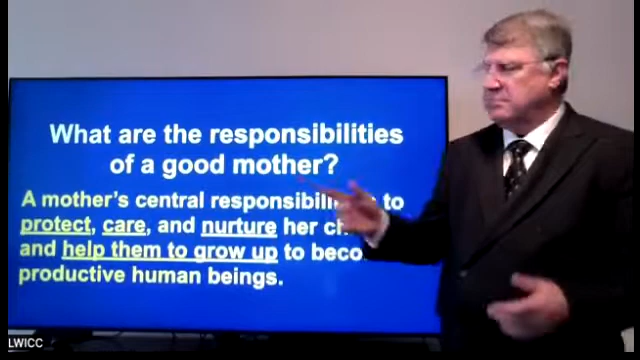 What are the responsibilities
of a good mother?
A mother's central to
protect, care, and nurture her
and help them to grow up to
productive human beings.
LWICC